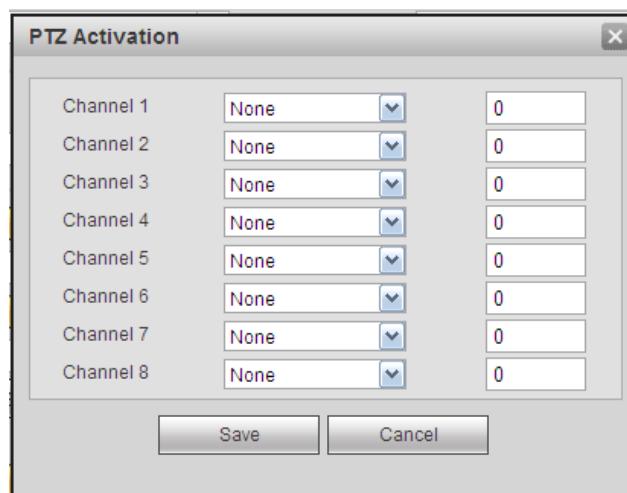 PTZ Activation
Channel 1 None 0
Channel 2 None 0
Channel 3 None 0
Channel 4 None 0
Channel 5 None 0
Channel 6 None 0
Channel 7 None 0
Channel 8 None 0
Save Cancel